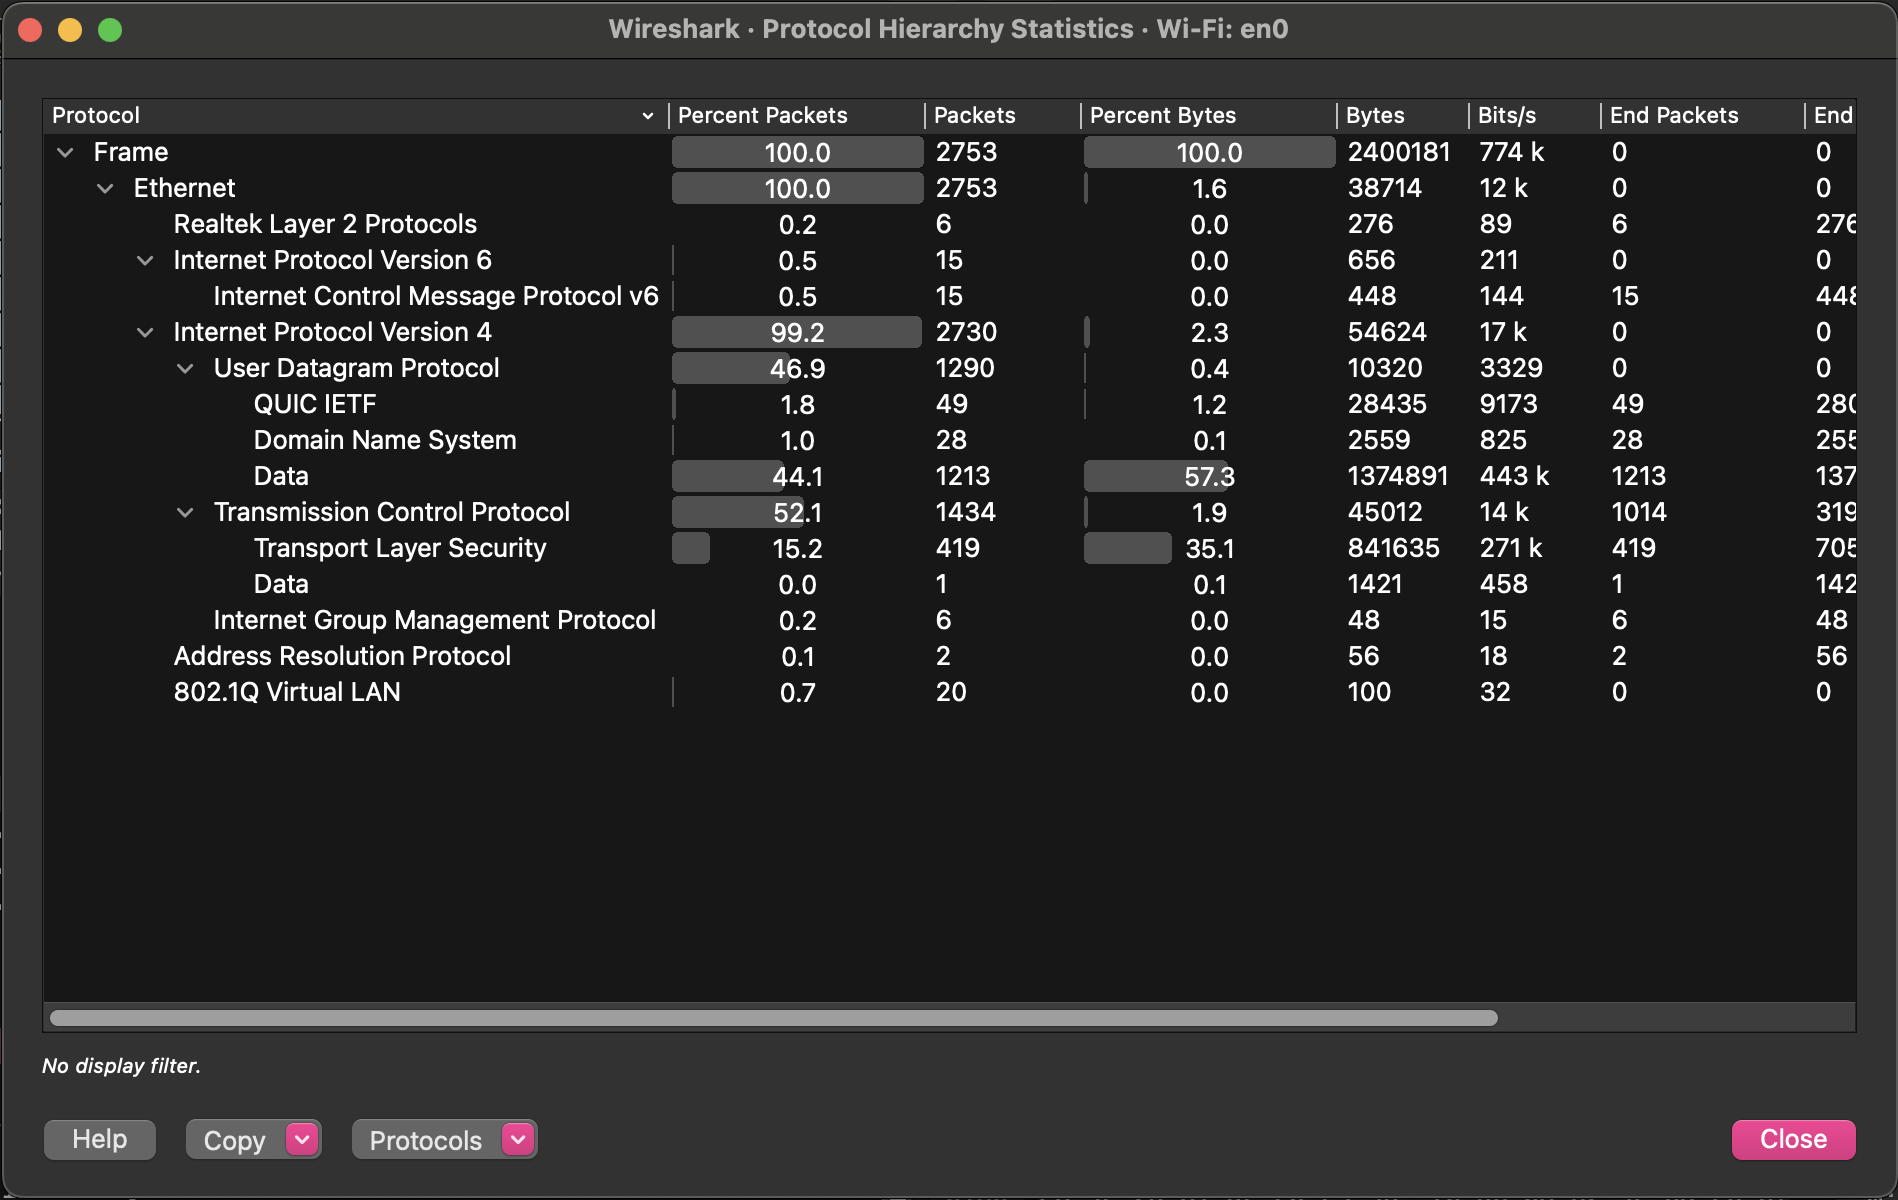 Wireshark · Protocol Hierarchy Statistics · Wi-Fi: en0
Protocol Percent Packets Packets Percent Bytes Bytes Bits/s End Packets End
Frame 100.0 2753 100.0 2400181 774 k 0 0
Ethernet 100.0 2753 1.6 38714 12 k 0 0
Realtek Layer 2 Protocols 0.2 6 0.0 276 89 6 276
Internet Protocol Version 6 0.5 15 0.0 656 211 0 0
Internet Control Message Protocol v6 0.5 15 0.0 448 144 15 448
Internet Protocol Version 4 99.2 2730 2.3 54624 17 k 0 0
User Datagram Protocol 46.9 1290 0.4 10320 3329 0 0
QUIC IETF 1.8 49 1.2 28435 9173 49 280
Domain Name System 1.0 28 0.1 2559 825 28 255
Data 44.1 1213 57.3 1374891 443 k 1213 137
Transmission Control Protocol 52.1 1434 1.9 45012 14 k 1014 319
Transport Layer Security 15.2 419 35.1 841635 271 k 419 705
Data 0.0 1 0.1 1421 458 1 142
Internet Group Management Protocol 0.2 6 0.0 48 15 6 48
Address Resolution Protocol 0.1 2 0.0 56 18 2 56
802.1Q Virtual LAN 0.7 20 0.0 100 32 0 0
No display filter.
Help Copy Protocols Close